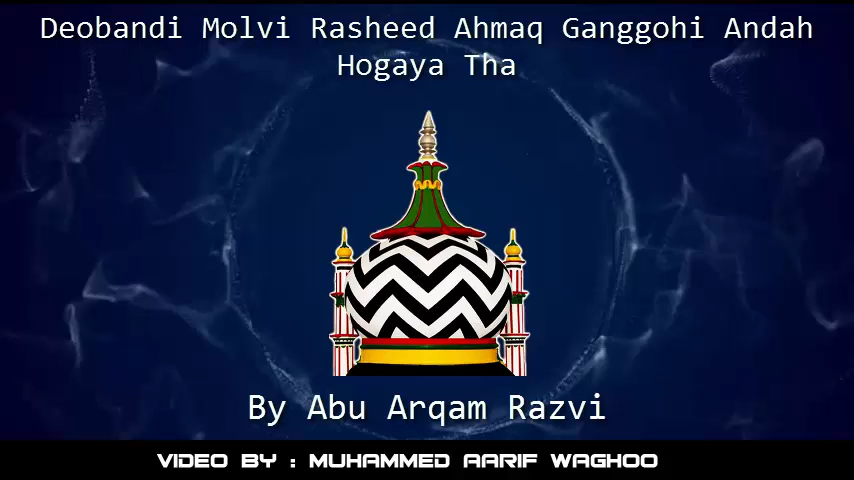 Deobandi Molvi Rasheed Ahmaq Ganggohi Andah
Hogaya Tha
By Abu Arqam Razvi
VIDEO BY : MUHAMMED AARIF WAGHOO